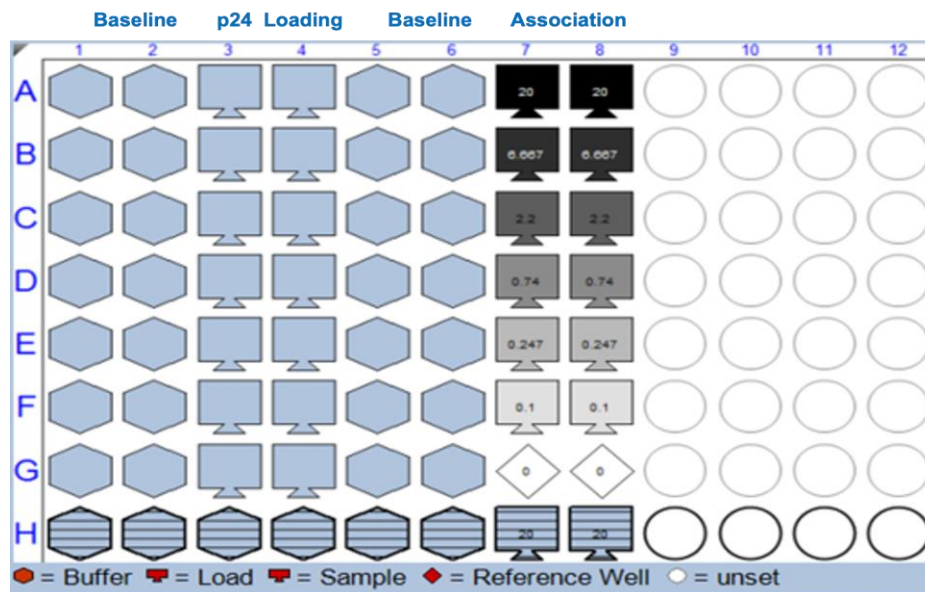 Baseline p24 Loading Baseline Association
1 2 3 4 5 6 7 8 9 10 11 12
A 20 20
B 6.667 6.667
C 2.2 2.2
D 0.74 0.74
E 0.247 0.247
F 0.1 0.1
G 0 0
H 20 20
= Buffer = Load = Sample = Reference Well = unset